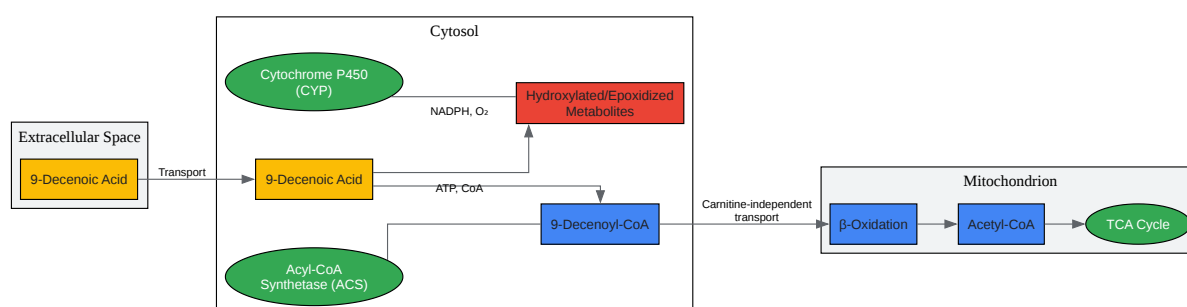 Extracellular Space
9-Decenoic Acid
Transport
Cytosol
Cytochrome P450
(CYP)
NADPH, O₂
Hydroxylated/Epoxidized
Metabolites
9-Decenoic Acid
ATP, CoA
9-Decenoyl-CoA
Acyl-CoA
Synthetase (ACS)
Carnitine-independent
transport
Mitochondrion
β-Oxidation
Acetyl-CoA
TCA Cycle